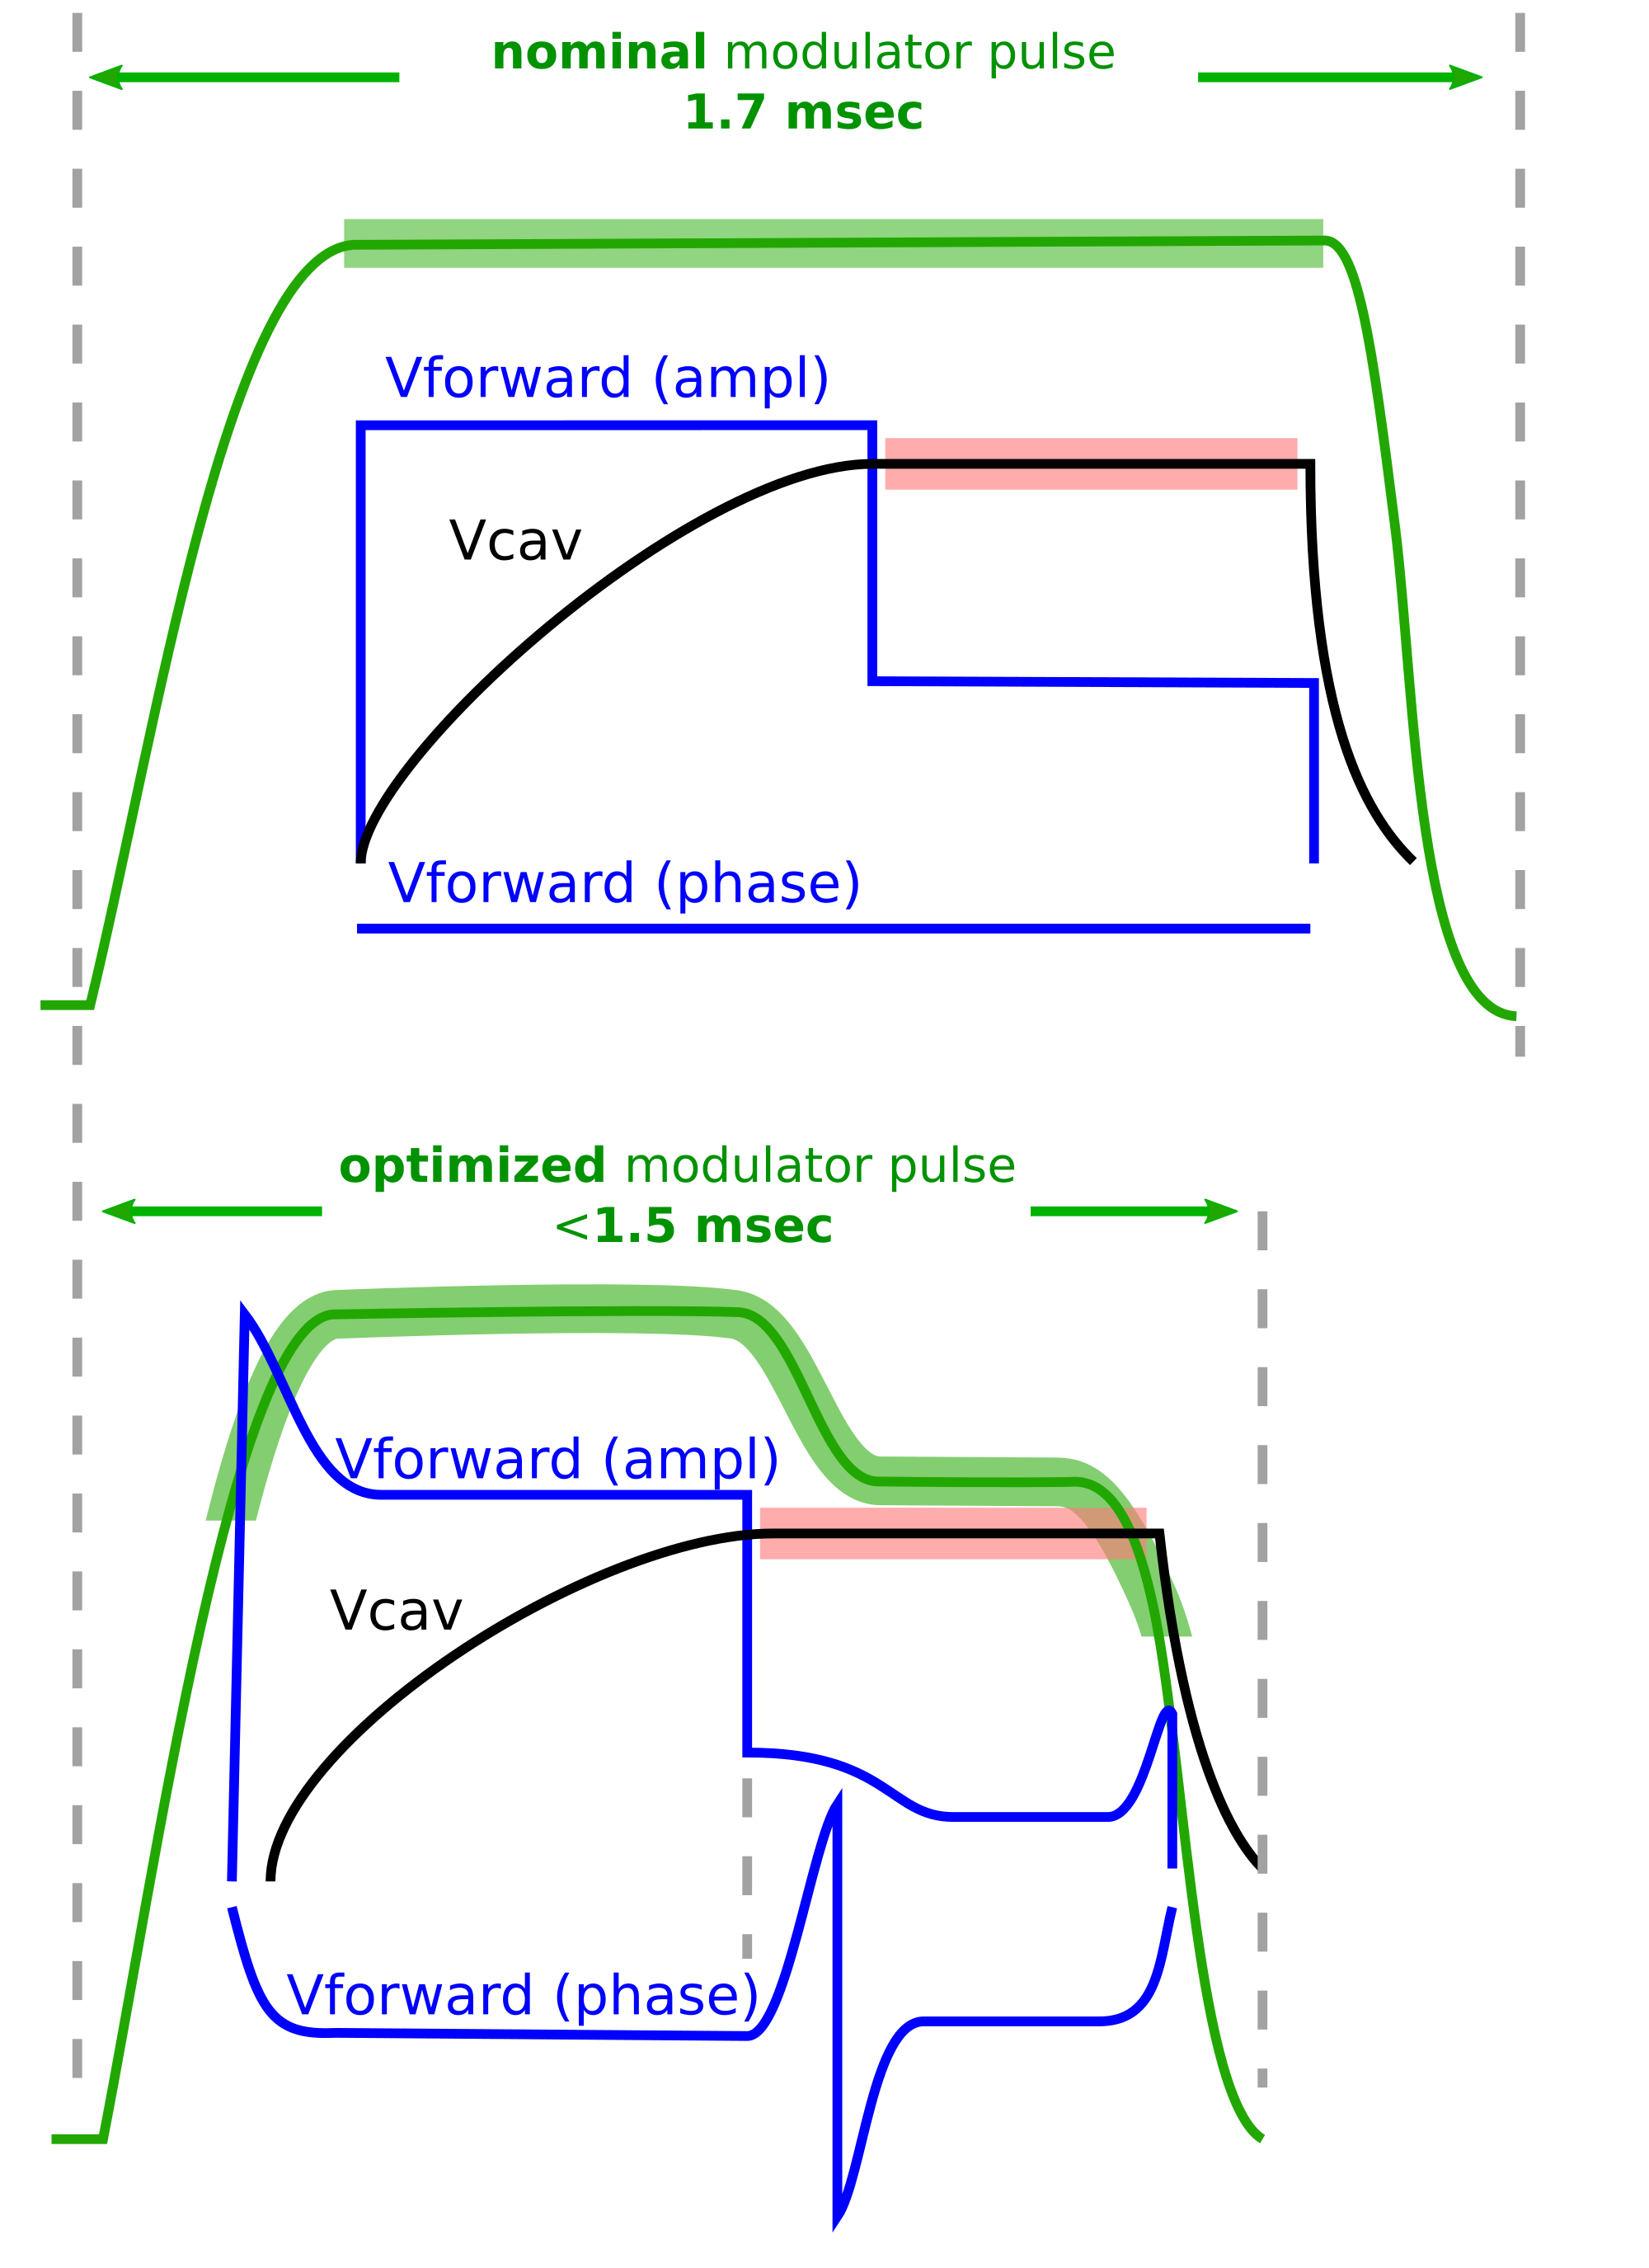 nominal modulator pulse
1.7 msec
Vforward (ampl)
Vcav
Vforward (phase)
optimized modulator pulse
<1.5 msec
Vforward (ampl)
Vcav
Vforward (phase)